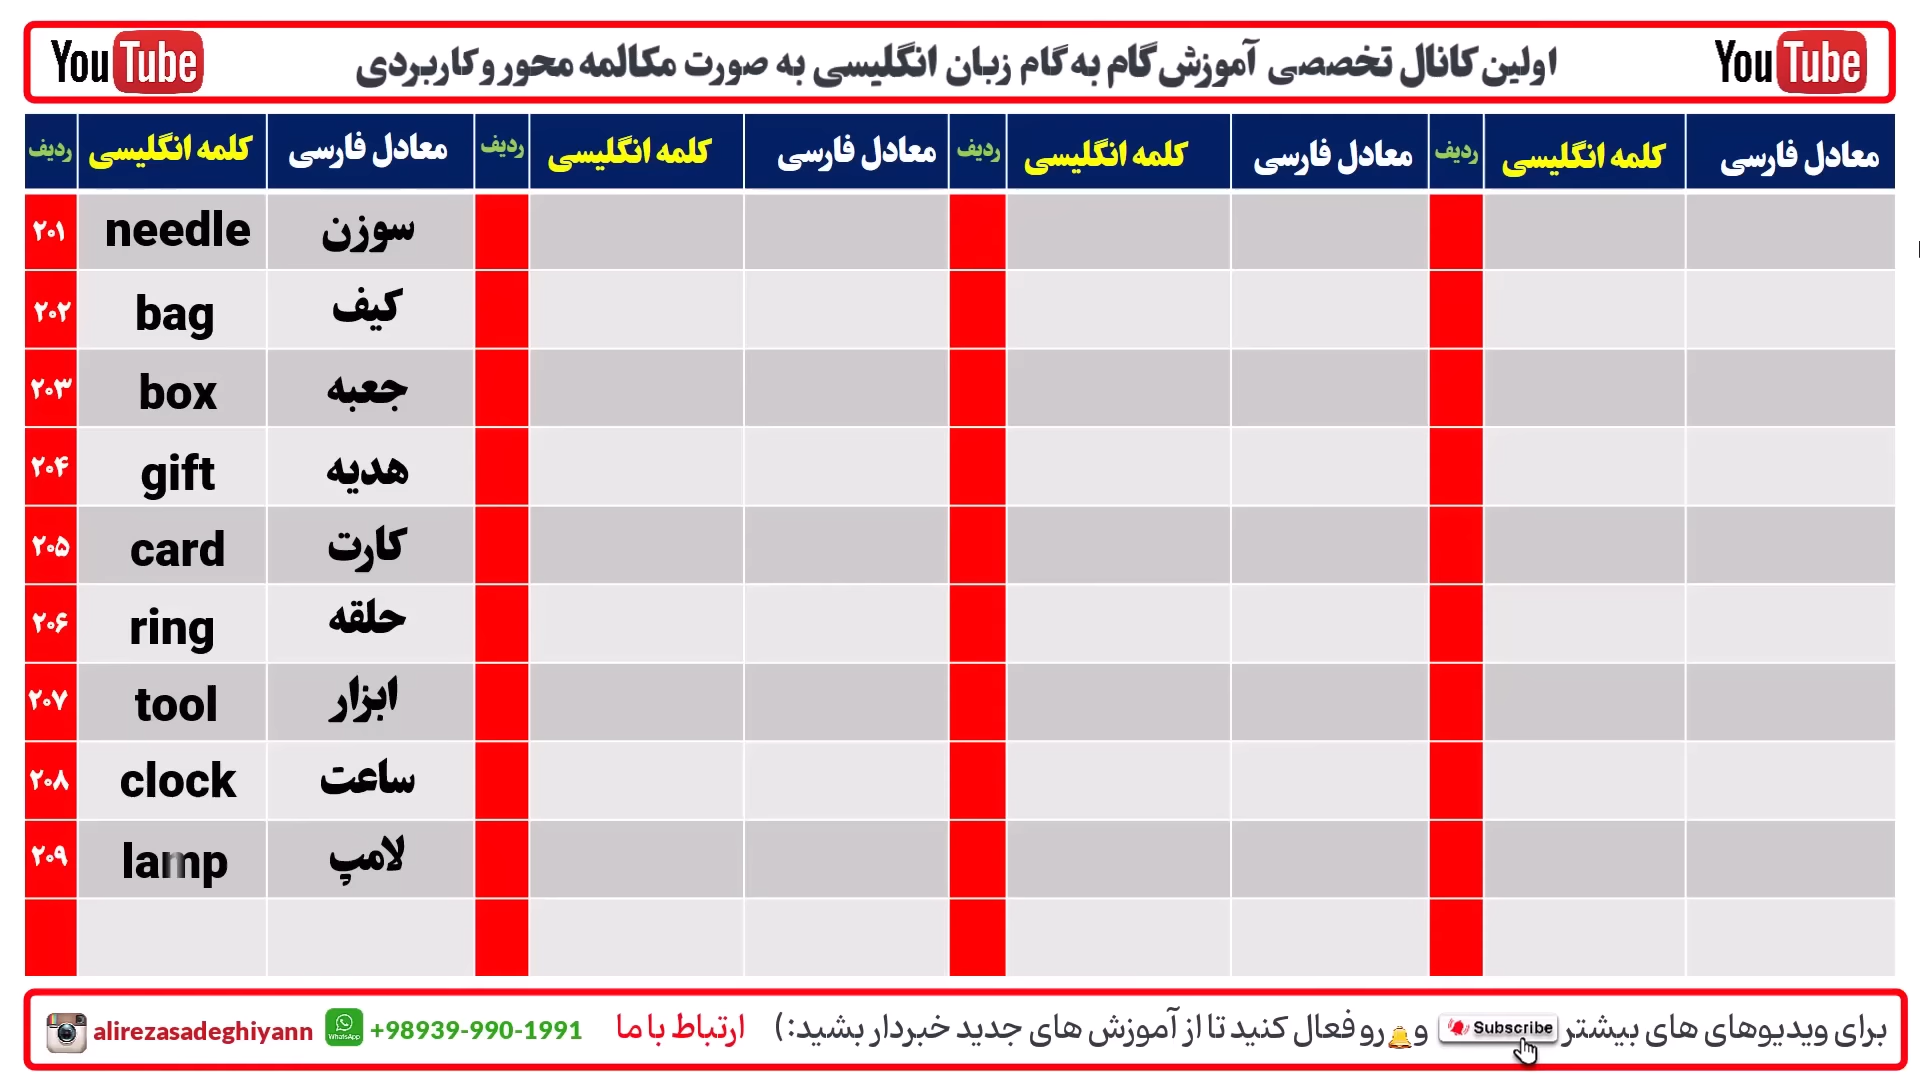 YouTube اولین کانال تخصصی آموزش گام به گام زبان انگلیسی به صورت مکالمه محور و کاربردی YouTube
ردیف کلمه انگلیسی معادل فارسی ردیف کلمه انگلیسی معادل فارسی ردیف کلمه انگلیسی معادل فارسی ردیف کلمه انگلیسی معادل فارسی
۲۰۱ needle سوزن
۲۰۲ bag کیف
۲۰۳ box جعبه
۲۰۴ gift هدیه
۲۰۵ card کارت
۲۰۶ ring حلقه
۲۰۷ tool ابزار
۲۰۸ clock ساعت
۲۰۹ lamp لامپ
برای ویدیوهای های بیشتر Subscribe و رو فعال کنید تا از آموزش های جدید خبردار بشید:) ارتباط با ما +98939-990-1991 WhatsApp alirezasadeghiyann